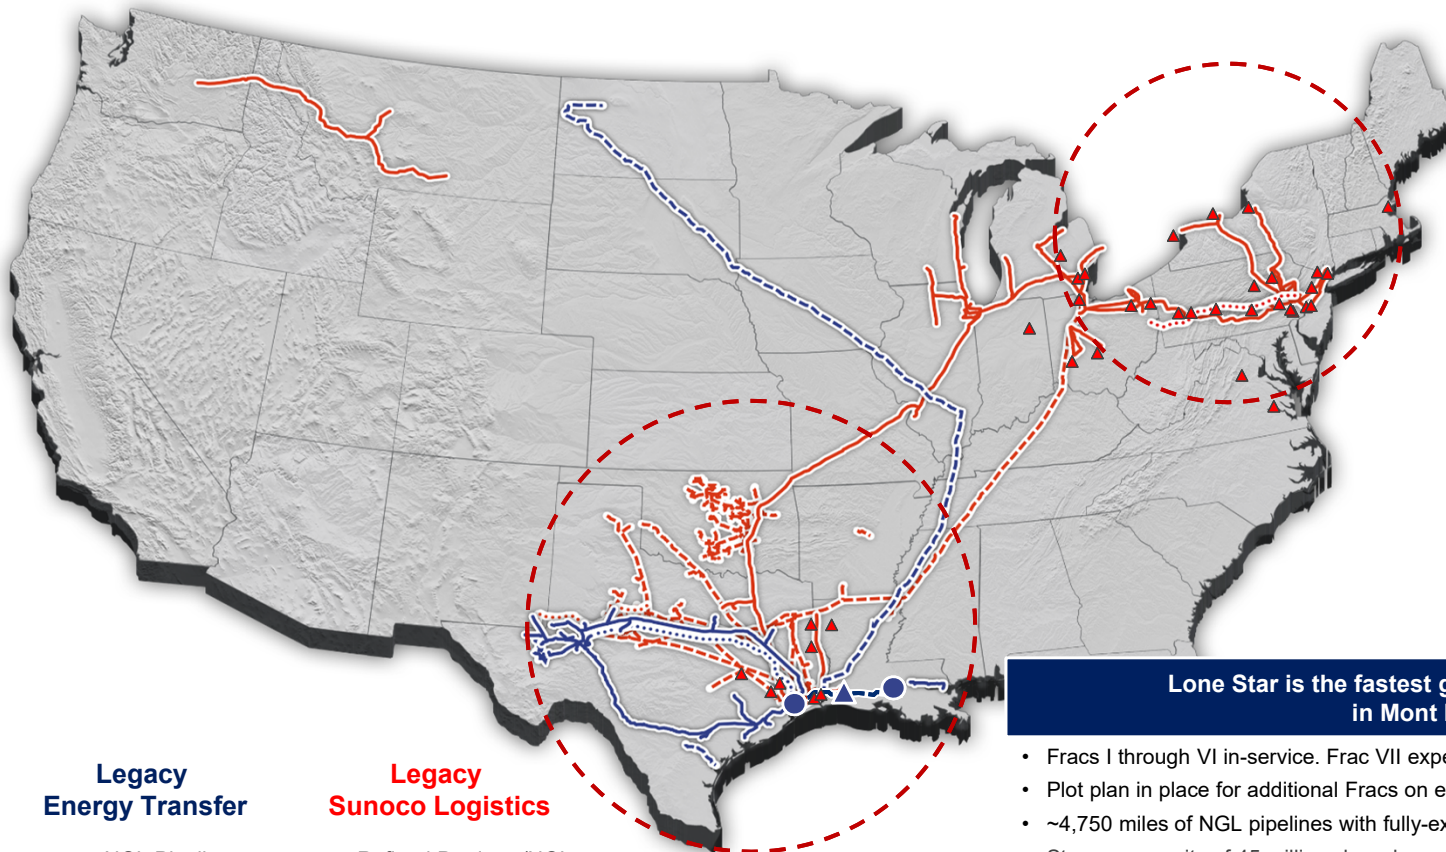 Lone Star is the fastest g
in Mont
• Fracs I through VI in-service. Frac VII expe
• Plot plan in place for additional Fracs on e
• ~4,750 miles of NGL pipelines with fully-ex
Legacy
Energy Transfer
Legacy
Sunoco Logistics